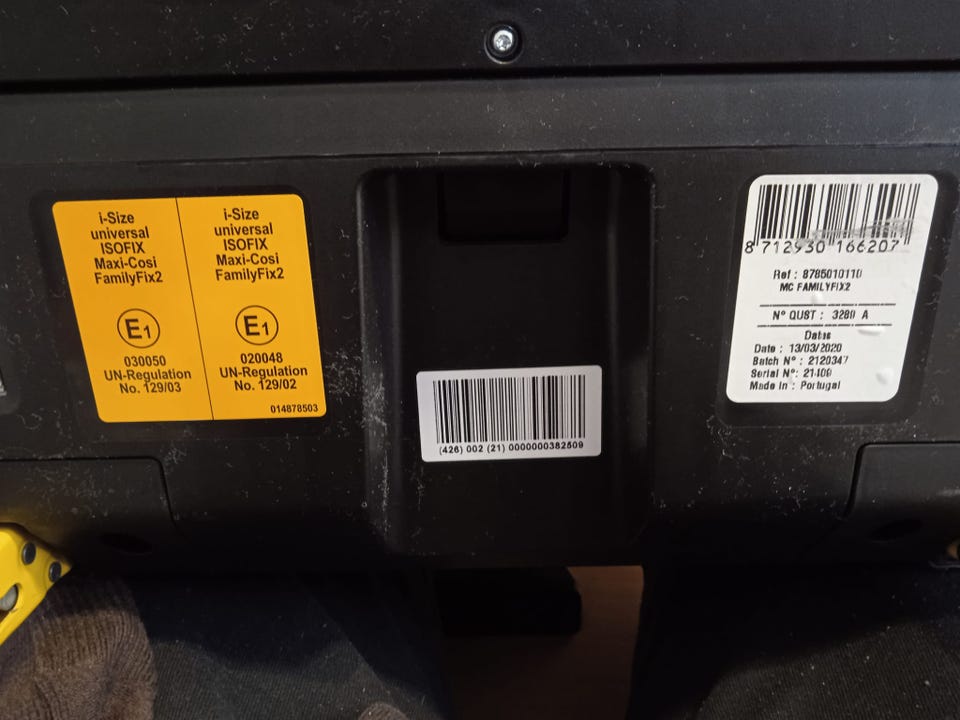 i-Size
universal
ISOFIX
Maxi-Cosi
FamilyFix2
E1
030050
UN-Regulation
No. 129/03
i-Size
universal
ISOFIX
Maxi-Cosi
FamilyFix2
E1
020048
UN-Regulation
No. 129/02
014878503
(426) 002 (21) 0000000382509
8 712930 166207
Ref : 8785010110
MC FAMILYFIX2
N° QUST : 3280 A
Dates
Date : 13/03/2020
Batch N° : 2120347
Serial N°:
Made in : Portugal